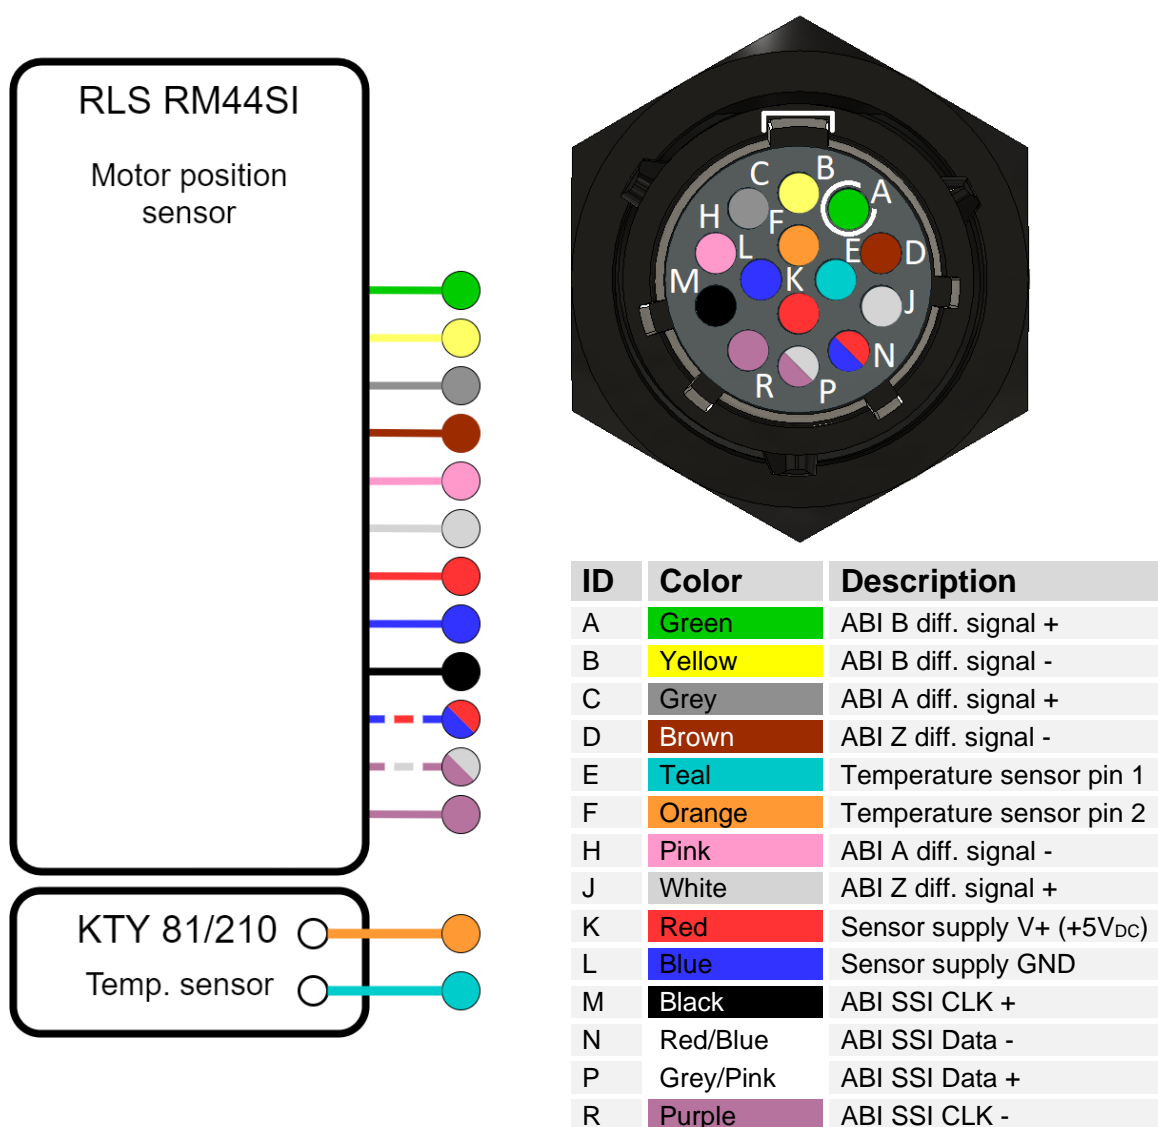 RLS RM44SI
Motor position
sensor
KTY 81/210
Temp. sensor
C
B
A
H
F
L
E
D
M
K
J
N
R
P
ID Color Description
A Green ABI B diff. signal +
B Yellow ABI B diff. signal -
C Grey ABI A diff. signal +
D Brown ABI Z diff. signal -
E Teal Temperature sensor pin 1
F Orange Temperature sensor pin 2
H Pink ABI A diff. signal -
J White ABI Z diff. signal +
K Red Sensor supply V+ (+5VDC)
L Blue Sensor supply GND
M Black ABI SSI CLK +
N Red/Blue ABI SSI Data -
P Grey/Pink ABI SSI Data +
R Purple ABI SSI CLK -